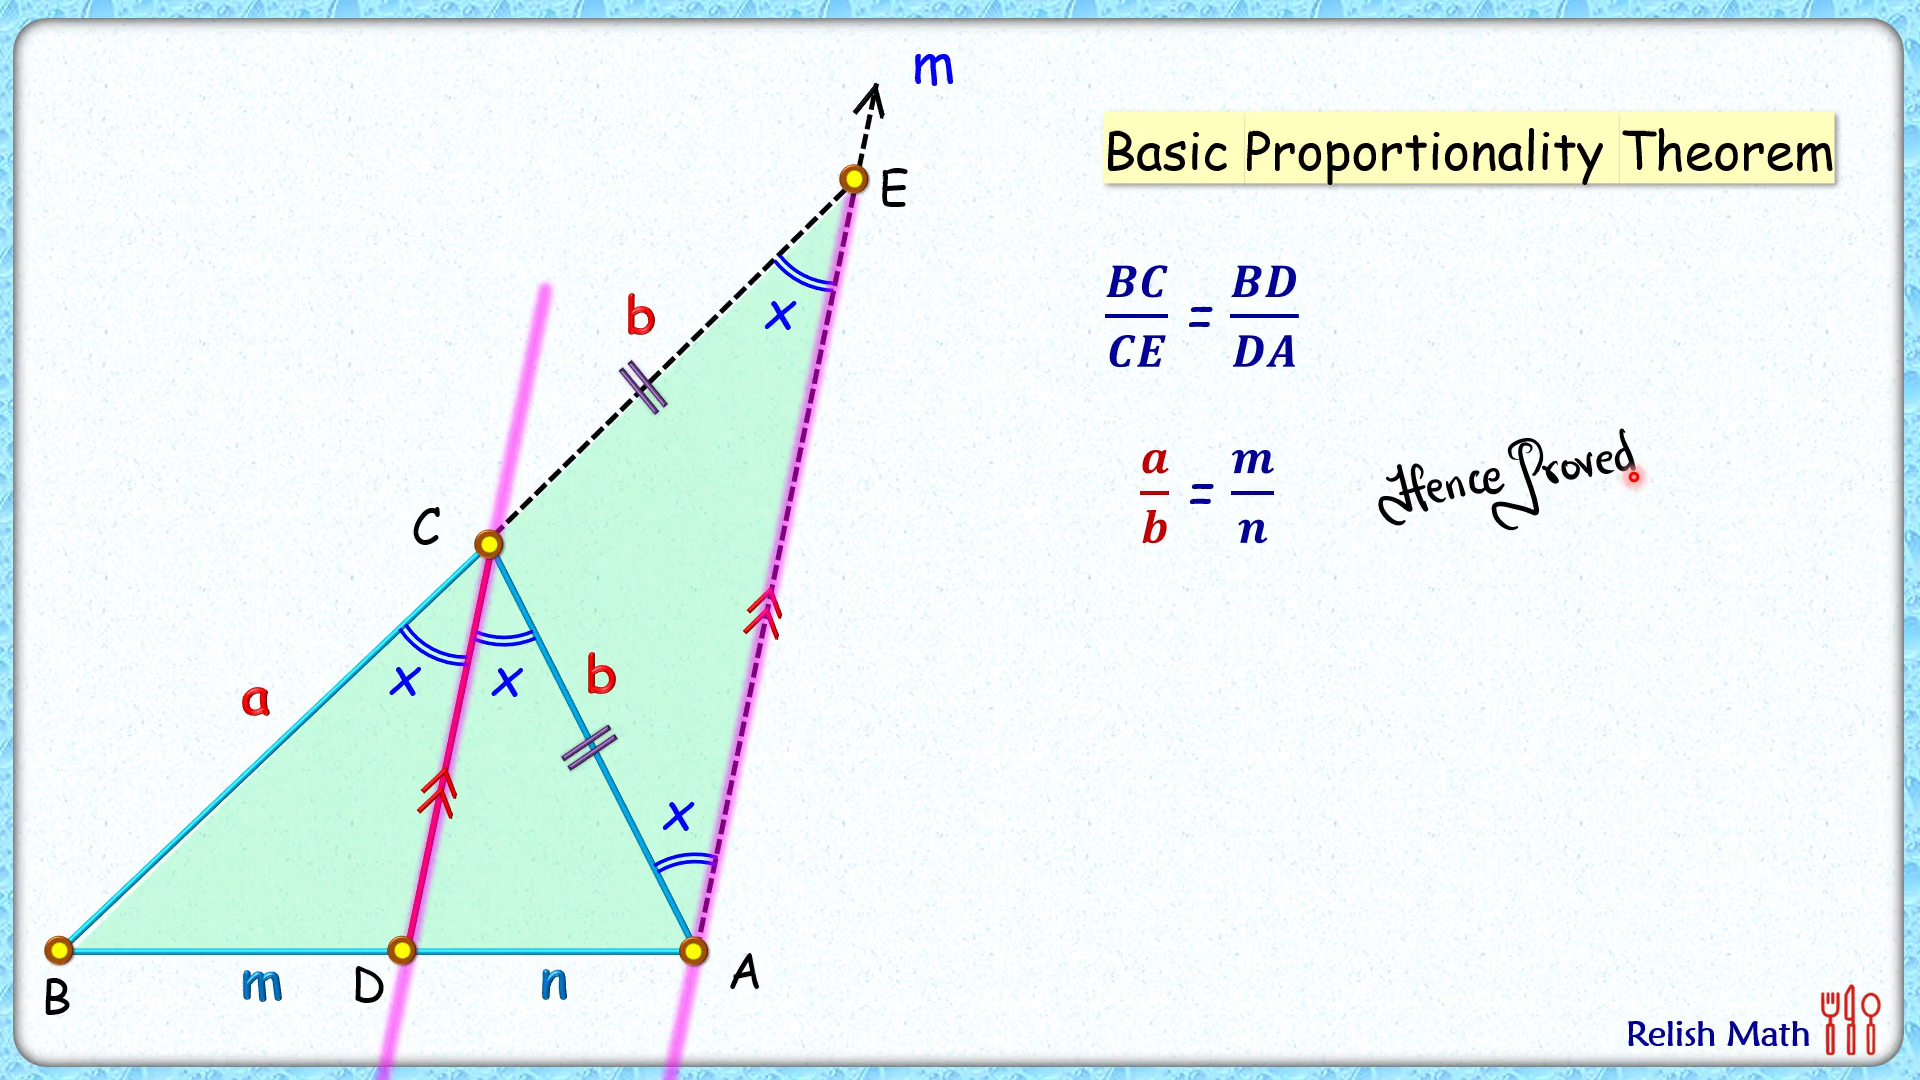 m
E
Basic Proportionality Theorem
BC/CE = BD/DA
b
x
a/b = m/n
Hence Proved
C
a
x
x
b
x
B
m
D
n
A
Relish Math